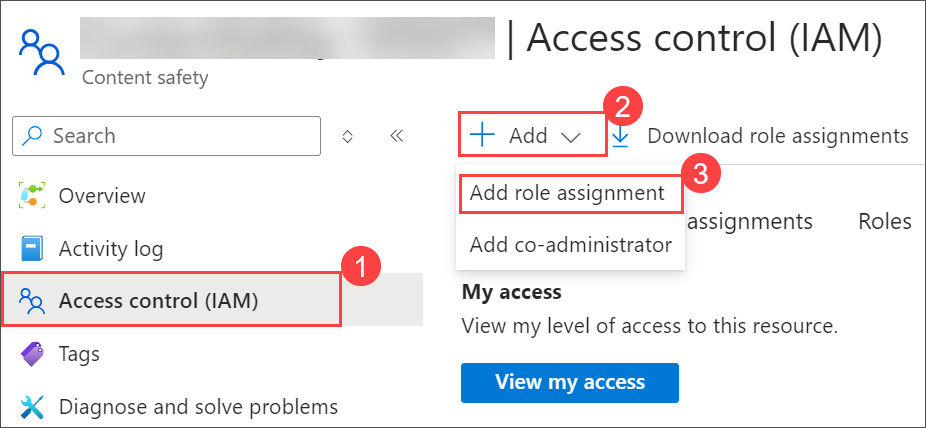 | Access control (IAM)
Content safety
Search
Add
Download role assignments
2
3
Add role assignment
Add co-administrator
assignments
Roles
Overview
Activity log
1
Access control (IAM)
Tags
Diagnose and solve problems
My access
View my level of access to this resource.
View my access